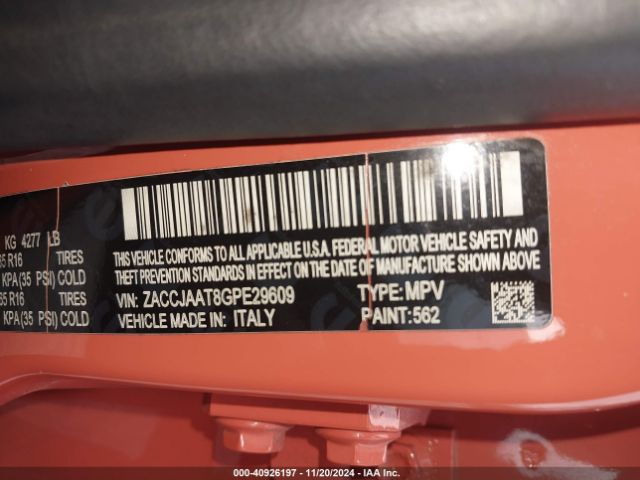 KG 4277 LB
R16 TIRES
KPA(35 PSI) COLD
R16 TIRES
KPA(35 PSI) COLD
THIS VEHICLE CONFORMS TO ALL APPLICABLE U.S.A. FEDERAL MOTOR VEHICLE SAFETY AND
THEFT PREVENTION STANDARDS IN EFFECT ON THE DATE OF MANUFACTURE SHOWN ABOVE
VIN: ZACCJAAT8GPE29609 TYPE: MPV
VEHICLE MADE IN: ITALY PAINT: 562
000-40926197 - 11/20/2024 - IAA Inc.